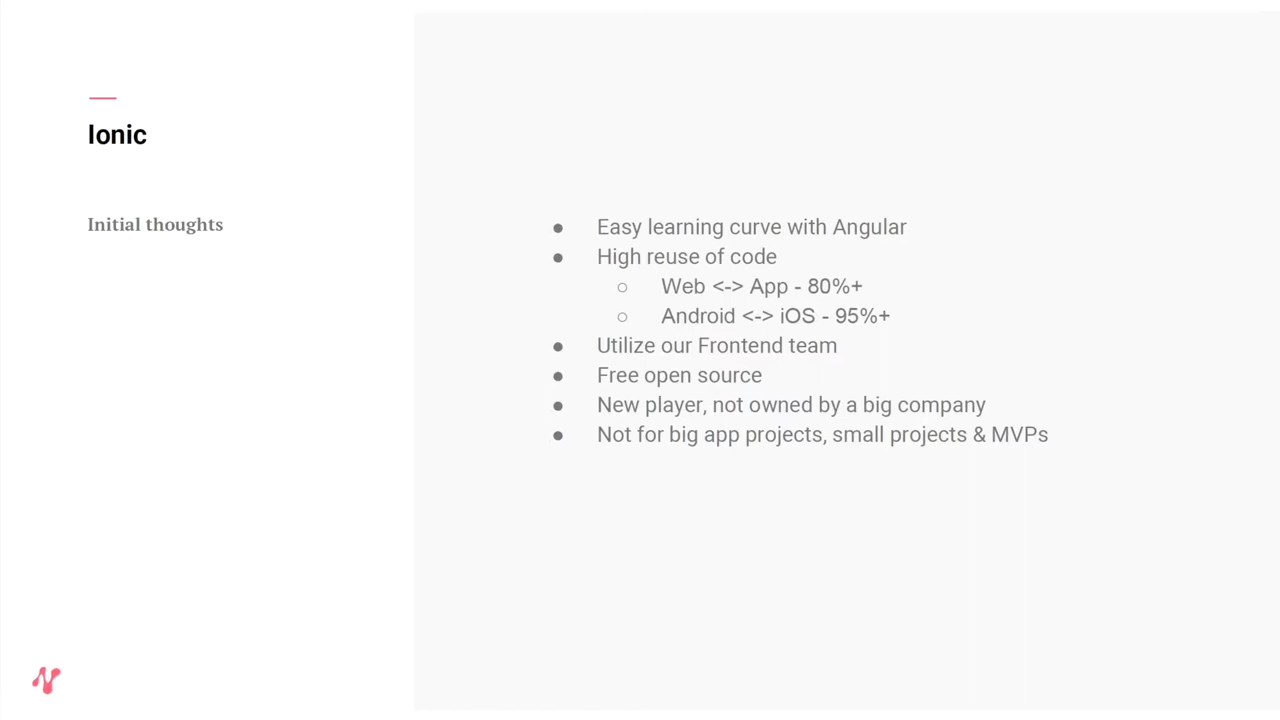 Ionic
Initial thoughts
● Easy learning curve with Angular
● High reuse of code
○ Web <-> App - 80%+
○ Android <-> iOS - 95%+
● Utilize our Frontend team
● Free open source
● New player, not owned by a big company
● Not for big app projects, small projects & MVPs